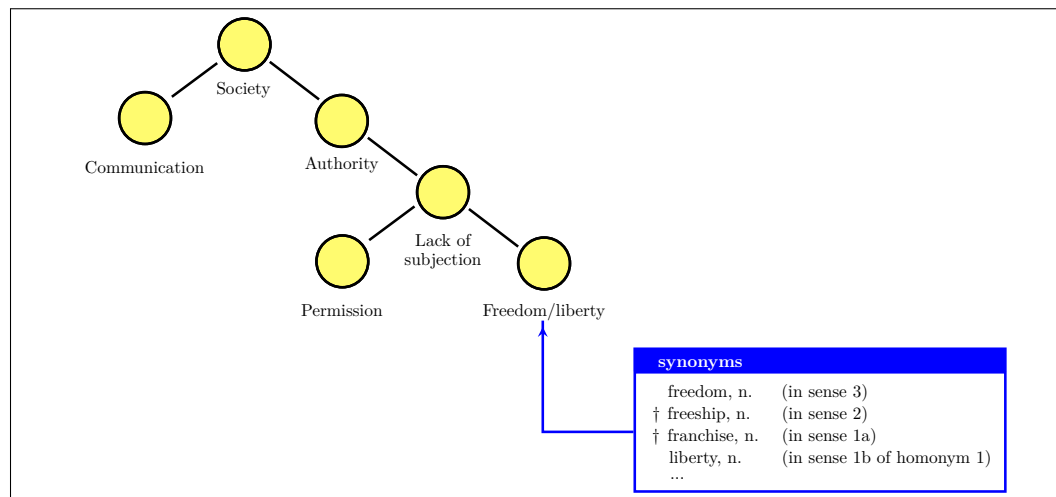 Society
Communication
Authority
Lack of
subjection
Permission
Freedom/liberty
synonyms
freedom, n. (in sense 3)
† freeship, n. (in sense 2)
† franchise, n. (in sense 1a)
liberty, n. (in sense 1b of homonym 1)
...